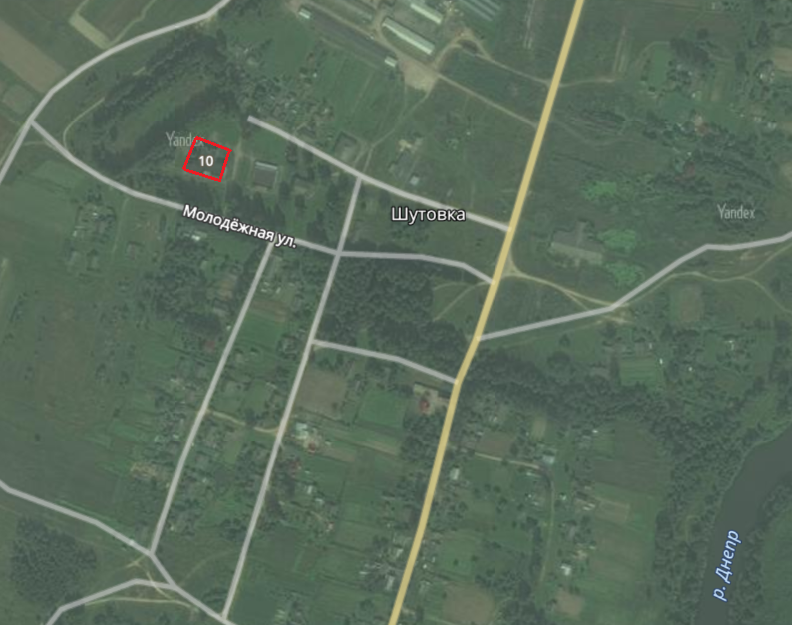 Yandex
10
Молодёжная ул.
Шутовка
Yandex
р. Днепр